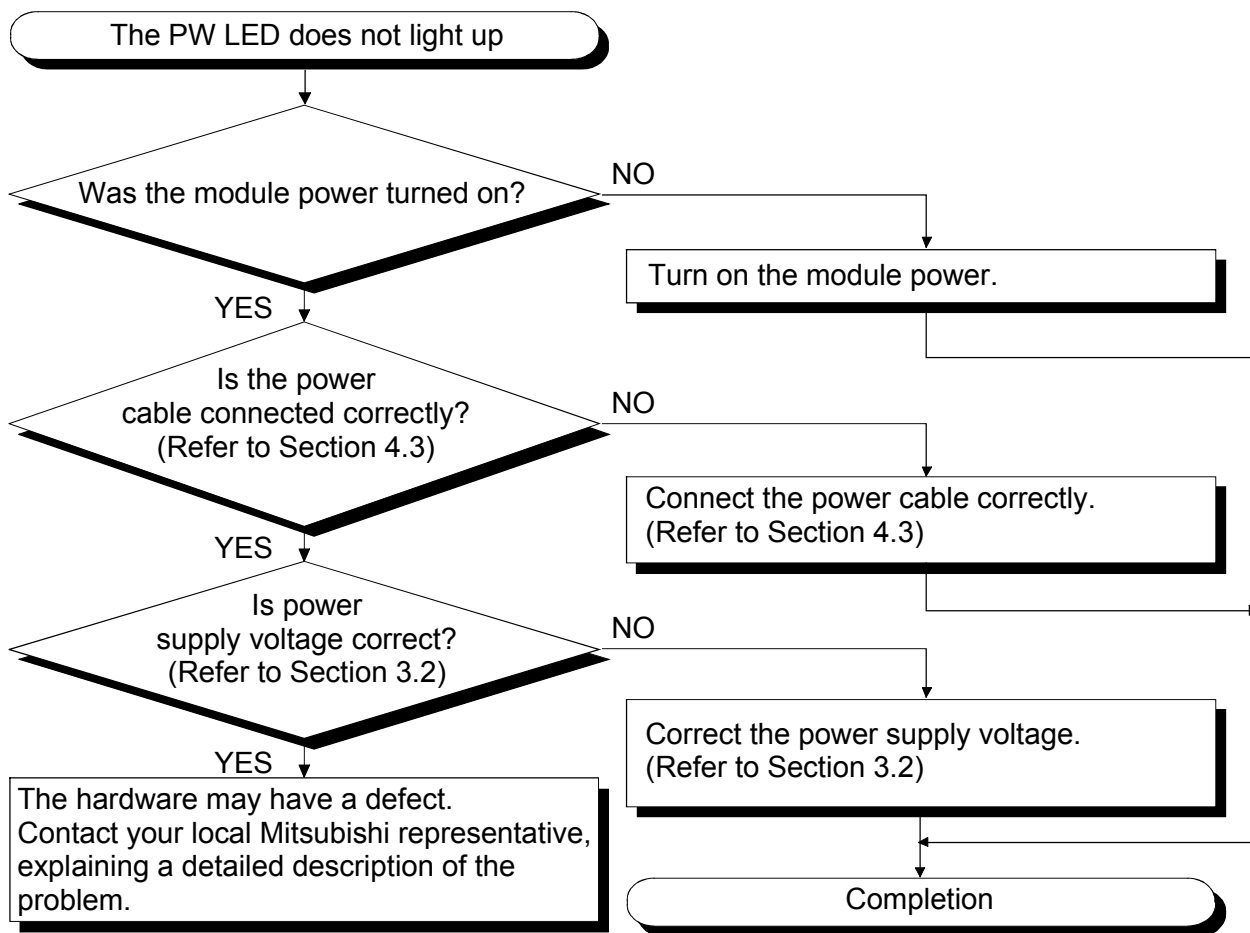 The PW LED does not light up
Was the module power turned on?
NO
Turn on the module power.
YES
Is the power
cable connected correctly?
(Refer to Section 4.3)
NO
Connect the power cable correctly.
(Refer to Section 4.3)
YES
Is power
supply voltage correct?
(Refer to Section 3.2)
NO
Correct the power supply voltage.
(Refer to Section 3.2)
YES
The hardware may have a defect.
Contact your local Mitsubishi representative,
explaining a detailed description of the
problem.
Completion